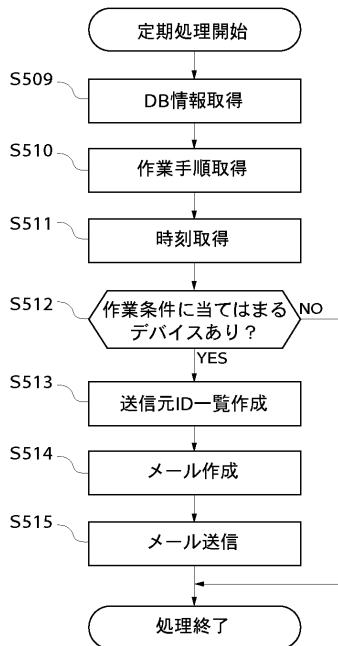 定期処理開始
S509
DB情報取得
S510
作業手順取得
S511
時刻取得
S512
作業条件に当てはまる
デバイスあり?
NO
YES
S513
送信元ID一覧作成
S514
メール作成
S515
メール送信
処理終了